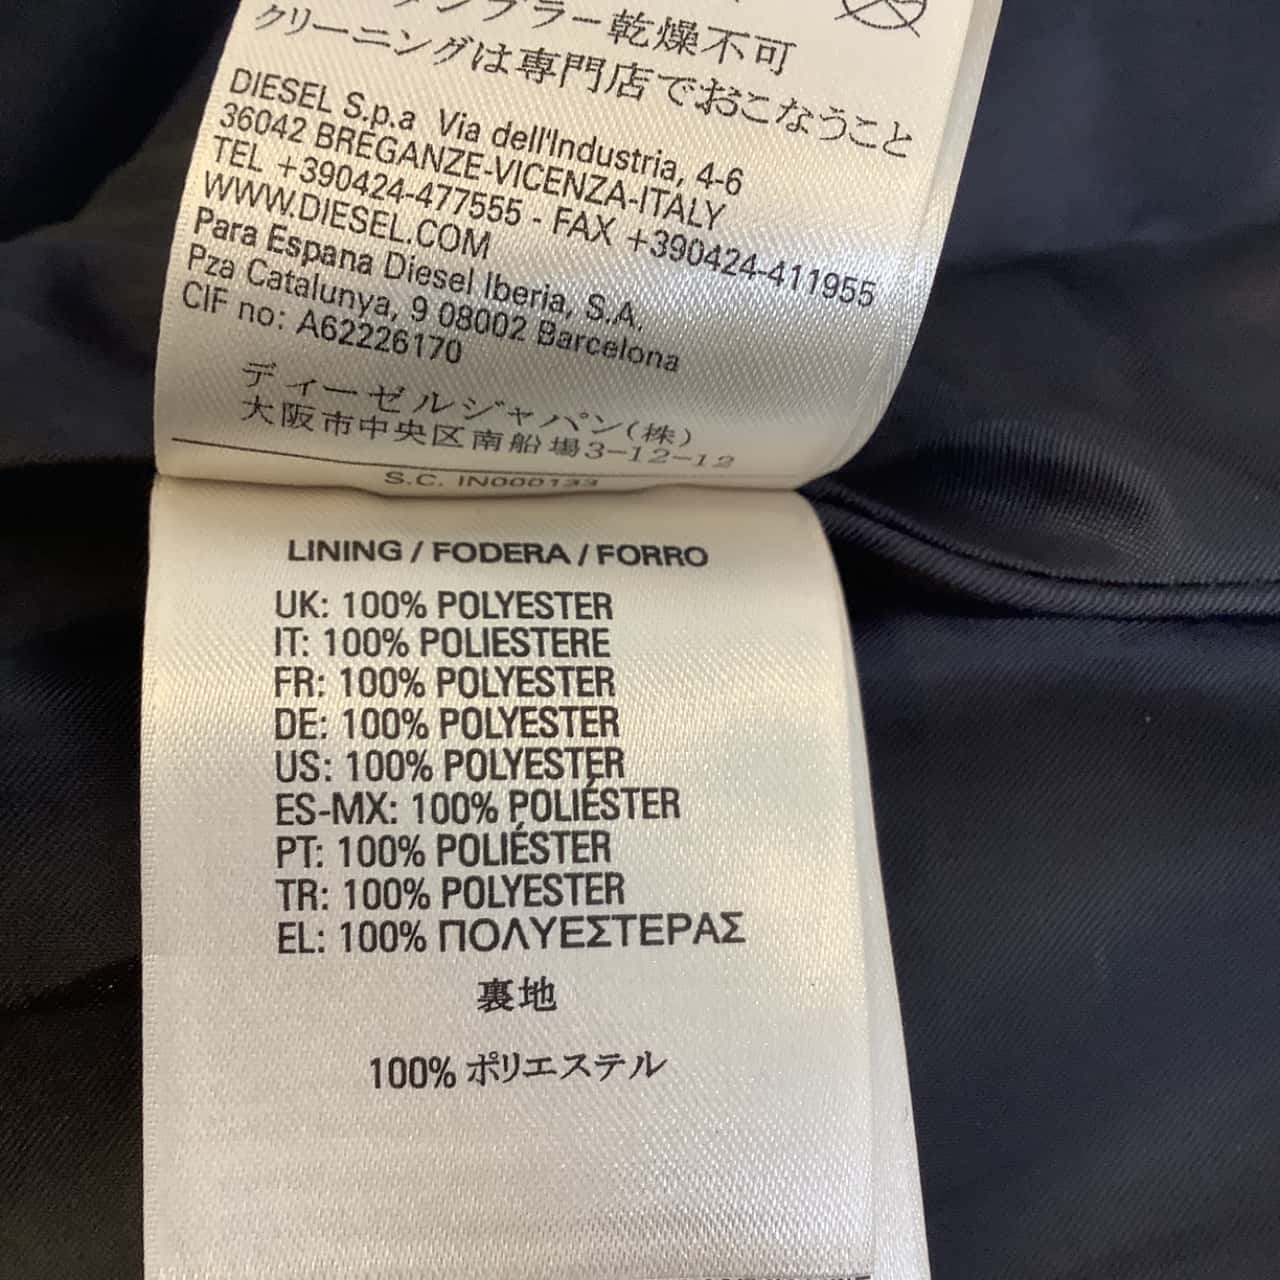 ンブラー乾燥不可
クリーニングは専門店でおこなうこと
DIESEL S.p.a Via dell'Industria, 4-6
36042 BREGANZE-VICENZA-ITALY
TEL +390424-477555 - FAX +390424-411955
WWW.DIESEL.COM
Para Espana Diesel Iberia, S.A.
Pza Catalunya, 9 08002 Barcelona
CIF no: A62226170
ディーゼルジャパン(株)
大阪市中央区南船場3-12-12
S.C. IN000133
LINING / FODERA / FORRO
UK: 100% POLYESTER
IT: 100% POLIESTERE
FR: 100% POLYESTER
DE: 100% POLYESTER
US: 100% POLYESTER
ES-MX: 100% POLIÉSTER
PT: 100% POLIÉSTER
TR: 100% POLYESTER
EL: 100% ΠΟΛΥΕΣΤΕΡΑΣ
裏地
100% ポリエステル